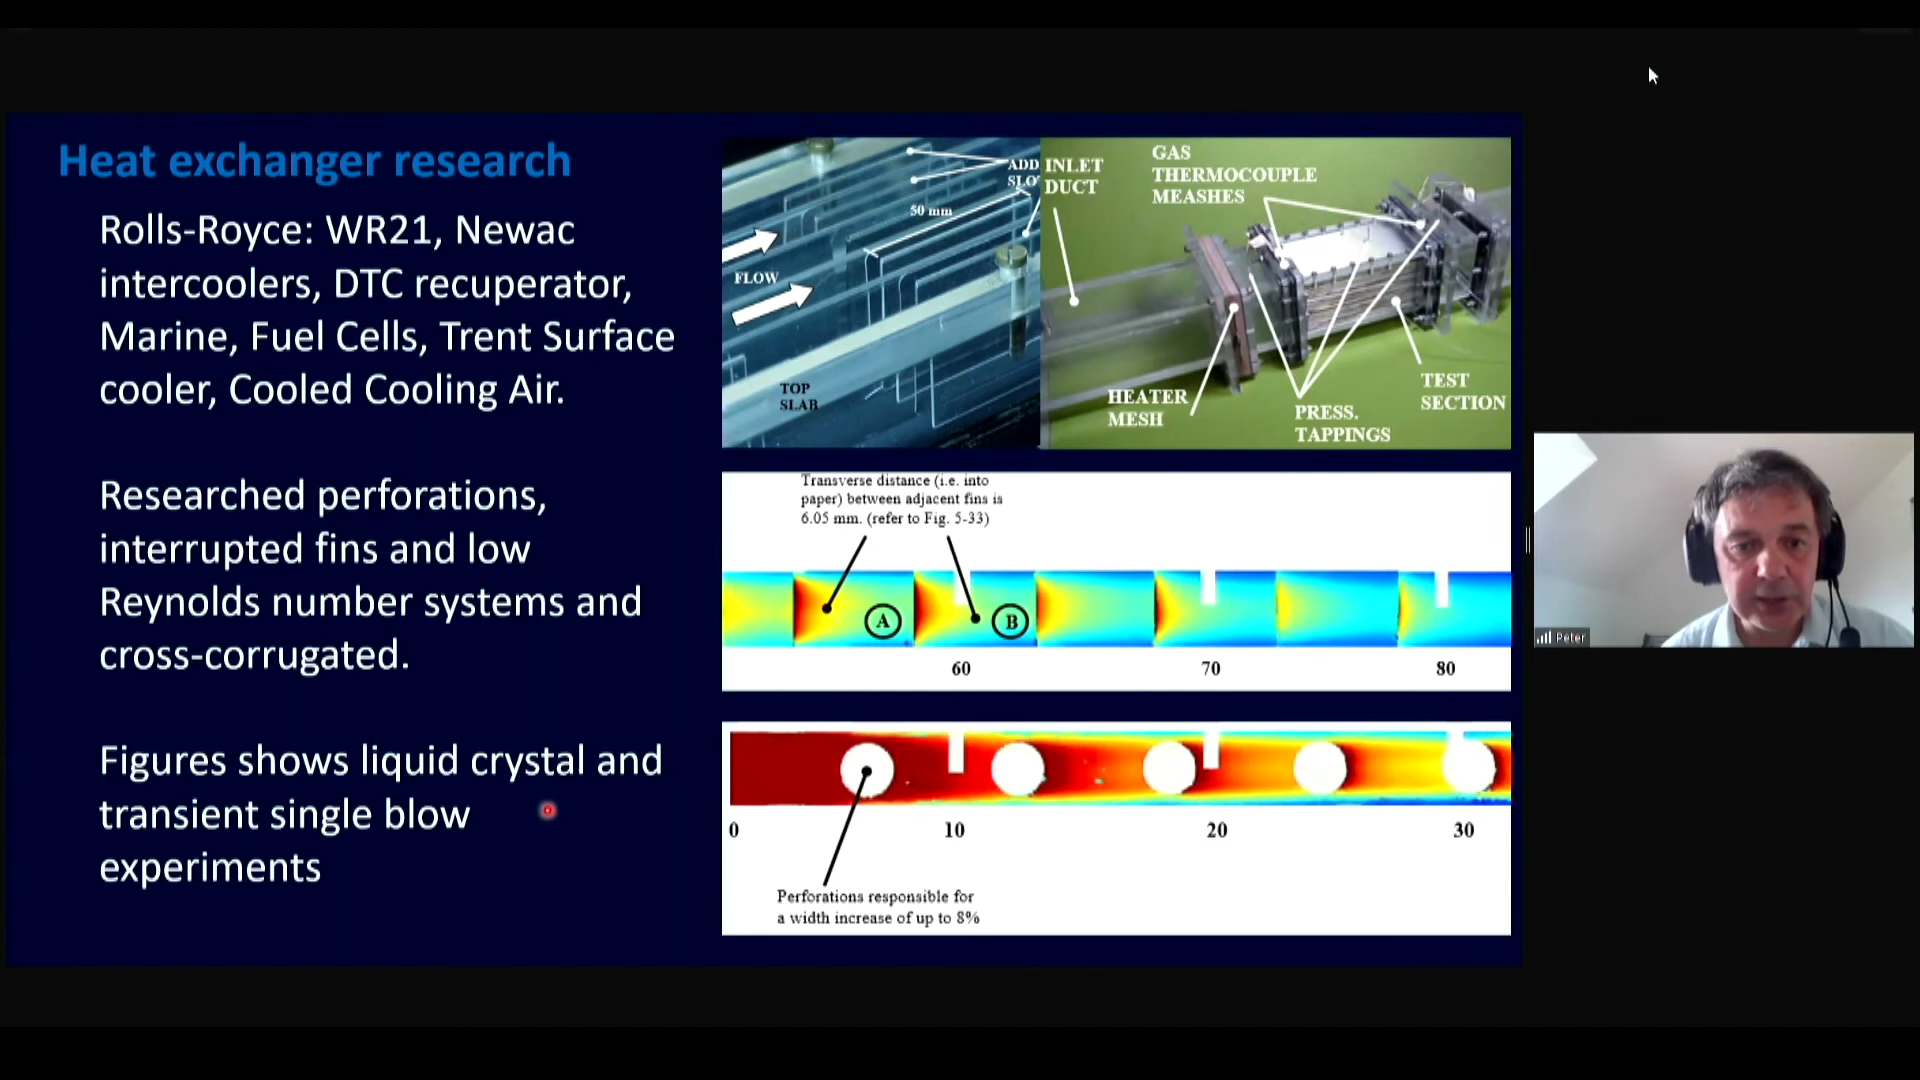 Heat exchanger research
Rolls-Royce: WR21, Newac
intercoolers, DTC recuperator,
Marine, Fuel Cells, Trent Surface
cooler, Cooled Cooling Air.
Researched perforations,
interrupted fins and low
Reynolds number systems and
cross-corrugated.
Figures shows liquid crystal and
transient single blow
experiments
ADD
SLO
50 mm
FLOW
TOP
SLAB
INLET
DUCT
GAS
THERMOCOUPLE
MEASHES
HEATER
MESH
PRESS.
TAPPINGS
TEST
SECTION
Transverse distance (i.e. into
paper) between adjacent fins is
6.05 mm. (refer to Fig. 5-33)
A B
60 70 80
0 10 20 30
Perforations responsible for
a width increase of up to 8%
Peter